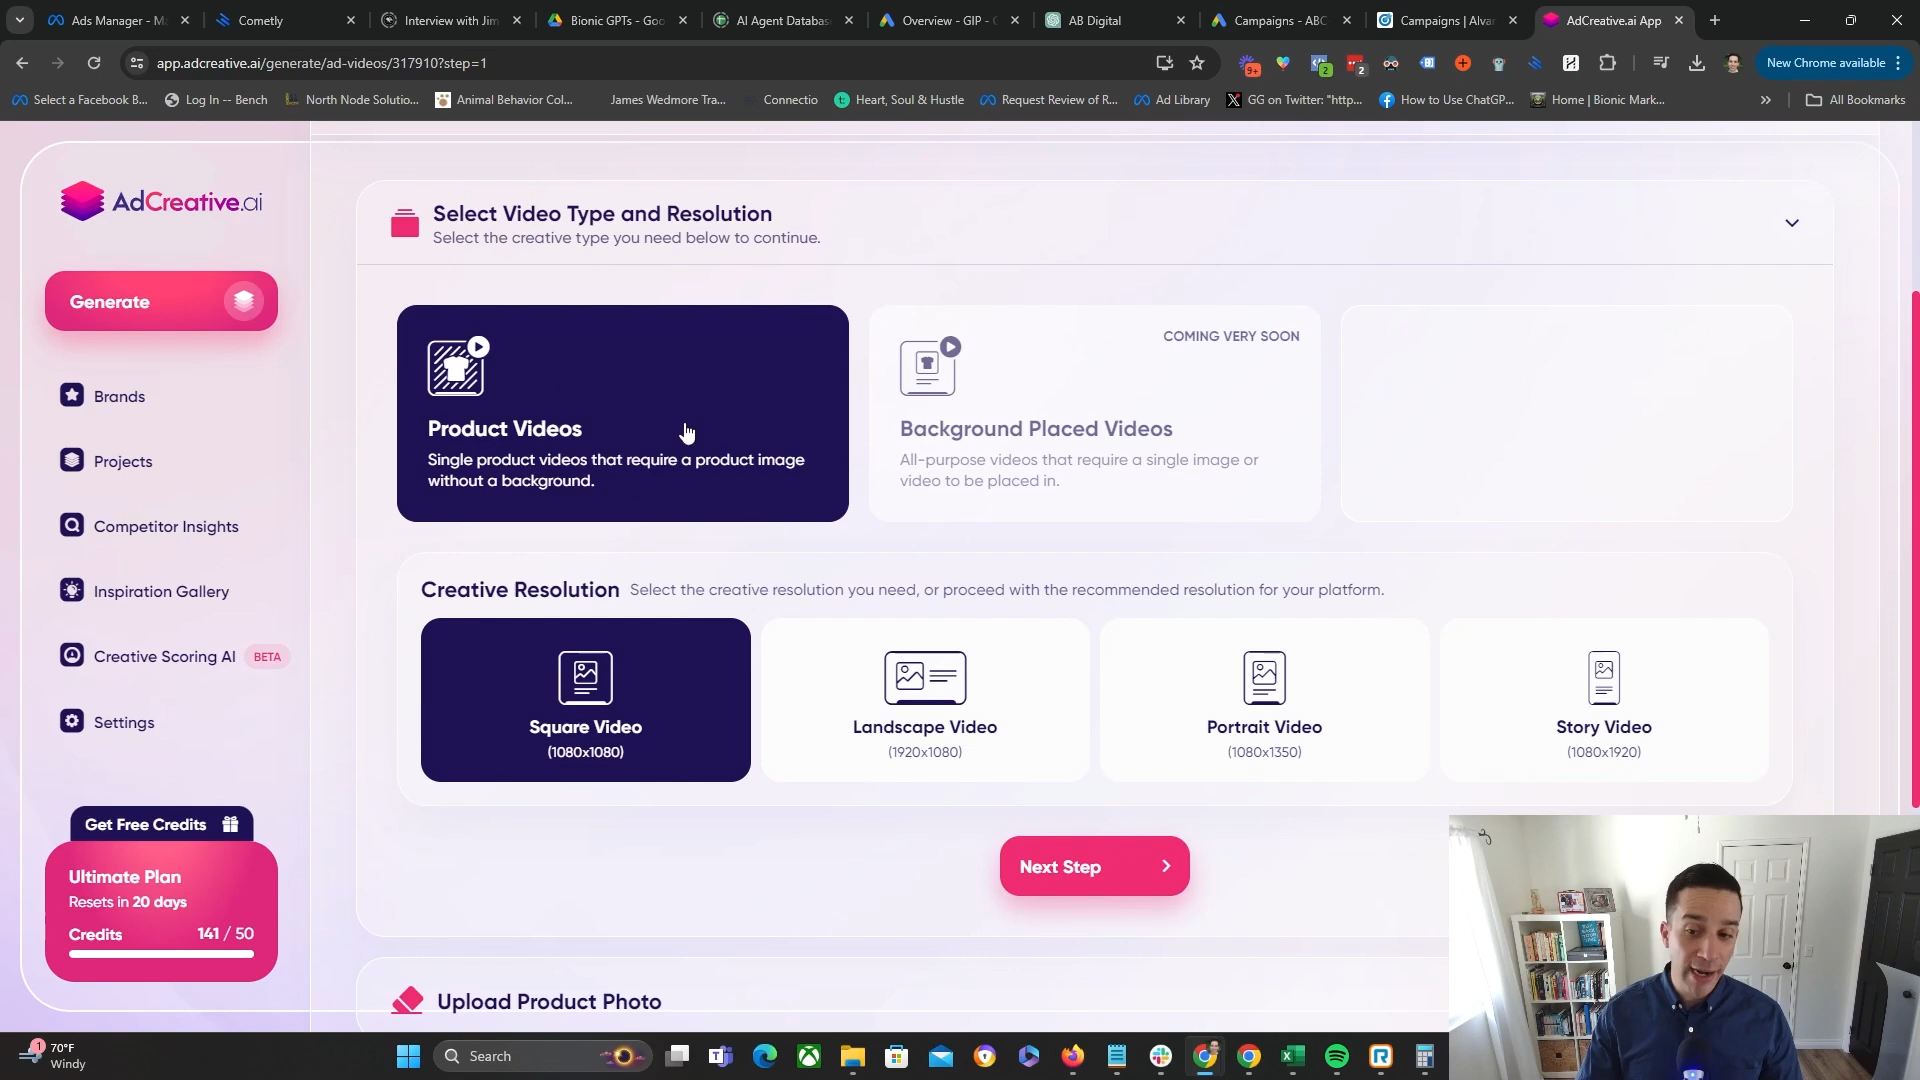 Ads Manager - Ma
Cometly
Interview with Jim
Bionic GPTs - Goo
AI Agent Database
Overview - GIP - G
AB Digital
Campaigns - ABC
Campaigns | Alvar
AdCreative.ai App
app.adcreative.ai/generate/ad-videos/317910?step=1
9+
2
2
New Chrome available
Select a Facebook B...
Log In -- Bench
North Node Solutio...
Animal Behavior Col...
James Wedmore Tra...
Connectio
Heart, Soul & Hustle
Request Review of R...
Ad Library
GG on Twitter: "http...
How to Use ChatGP...
Home | Bionic Mark...
All Bookmarks
AdCreative.ai
Generate
Brands
Projects
Competitor Insights
Inspiration Gallery
Creative Scoring AI BETA
Settings
Get Free Credits
Ultimate Plan
Resets in 20 days
Credits 141 / 50
Select Video Type and Resolution
Select the creative type you need below to continue.
Product Videos
Single product videos that require a product image
without a background.
COMING VERY SOON
Background Placed Videos
All-purpose videos that require a single image or
video to be placed in.
Creative Resolution Select the creative resolution you need, or proceed with the recommended resolution for your platform.
Square Video
(1080x1080)
Landscape Video
(1920x1080)
Portrait Video
(1080x1350)
Story Video
(1080x1920)
Next Step
Upload Product Photo
1
70°F
Windy
Search